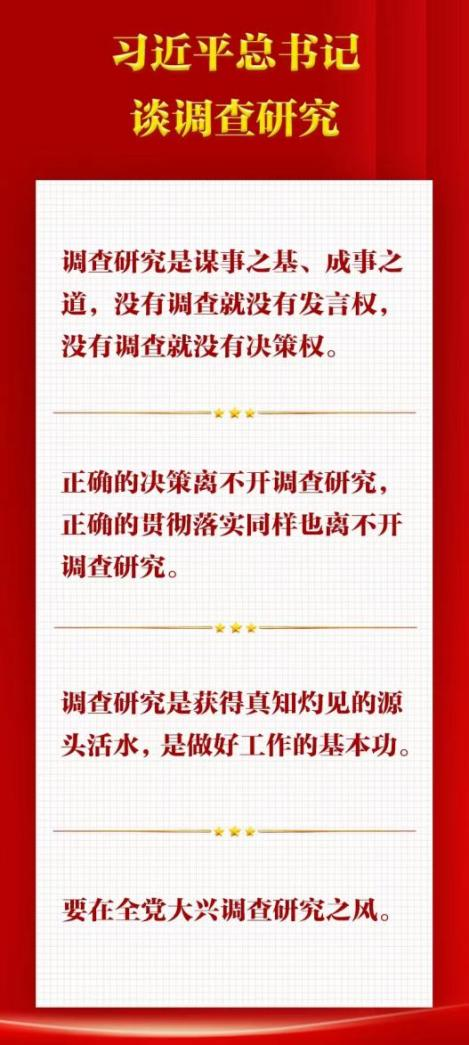 习近平总书记
谈调查研究
调查研究是谋事之基、成事之
道，没有调查就没有发言权，
没有调查就没有决策权。
正确的决策离不开调查研究，
正确的贯彻落实同样也离不开
调查研究。
调查研究是获得真知灼见的源
头活水，是做好工作的基本功。
要在全党大兴调查研究之风。